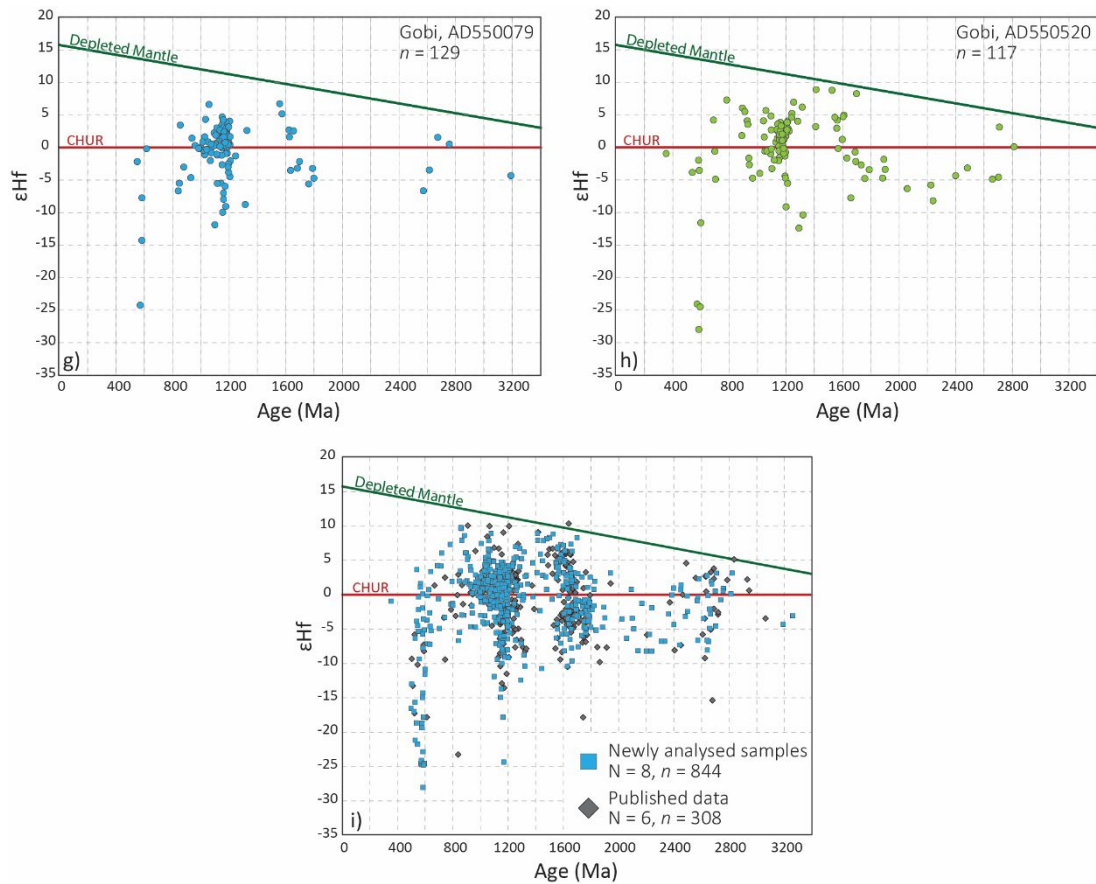 20
15
10
5
0
-5
-10
-15
-20
-25
-30
-35
εHf
Depleted Mantle
CHUR
Gobi, AD550079
n = 129
g)
0 400 800 1200 1600 2000 2400 2800 3200
Age (Ma)
20
15
10
5
0
-5
-10
-15
-20
-25
-30
-35
εHf
Depleted Mantle
CHUR
Gobi, AD550520
n = 117
h)
0 400 800 1200 1600 2000 2400 2800 3200
Age (Ma)
20
15
10
5
0
-5
-10
-15
-20
-25
-30
-35
εHf
Depleted Mantle
CHUR
Newly analysed samples
N = 8, n = 844
Published data
N = 6, n = 308
i)
0 400 800 1200 1600 2000 2400 2800 3200
Age (Ma)